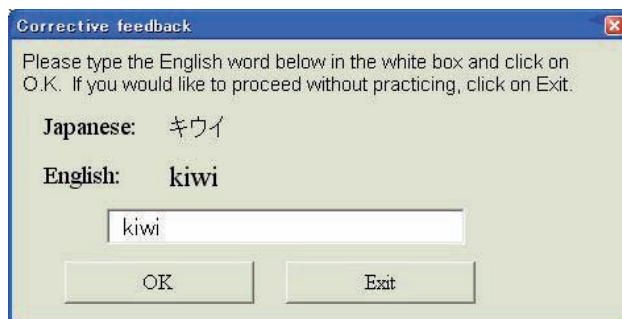 Corrective feedback
Please type the English word below in the white box and click on
O.K. If you would like to proceed without practicing, click on Exit.
Japanese: キウイ
English: kiwi
kiwi
OK Exit